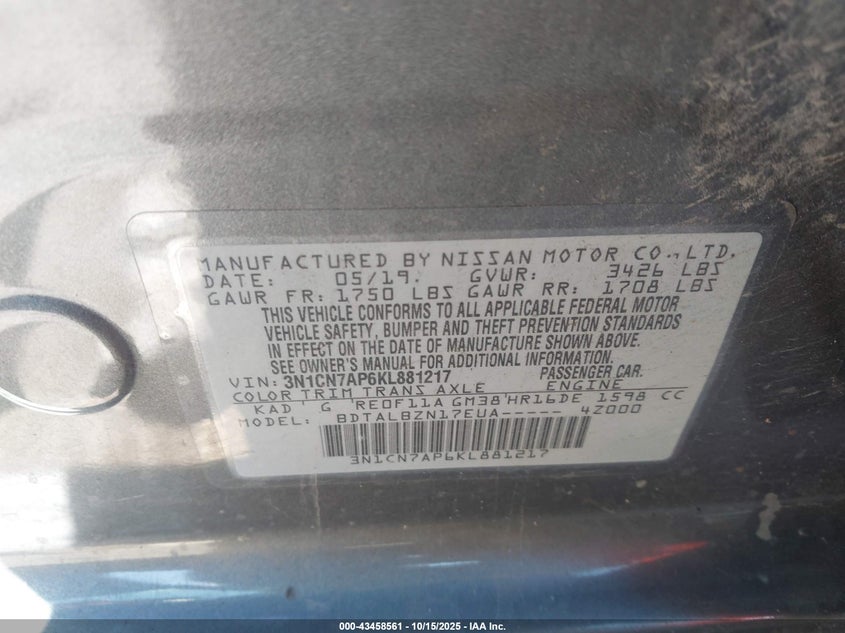 MANUFACTURED BY NISSAN MOTOR CO., LTD.
DATE: 05/19. GVWR: 3426 LBS
GAWR FR: 1750 LBS GAWR RR: 1708 LBS
THIS VEHICLE CONFORMS TO ALL APPLICABLE FEDERAL MOTOR
VEHICLE SAFETY, BUMPER AND THEFT PREVENTION STANDARDS
IN EFFECT ON THE DATE OF MANUFACTURE SHOWN ABOVE.
SEE OWNER'S MANUAL FOR ADDITIONAL INFORMATION.
VIN: 3N1CN7AP6KL881217 PASSENGER CAR
COLOR TRIM TRANS AXLE ENGINE
KAD G RE0F11A GM38 HR16DE 1598 CC
MODEL: BDTALBZN17EUA----- 4Z000
3N1CN7AP6KL881217
000-43458561 | 10/15/2025 | IAA Inc.